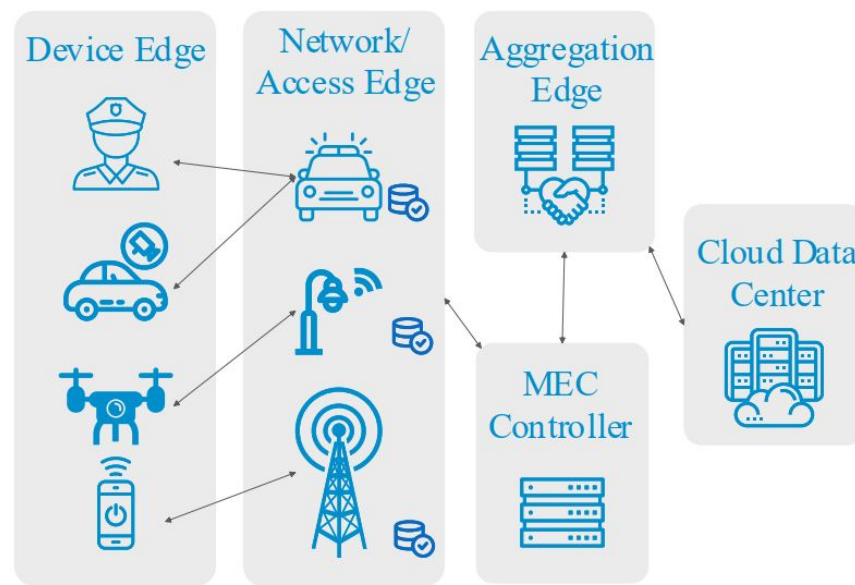 Device Edge
Network/
Access Edge
Aggregation
Edge
MEC
Controller
Cloud Data
Center